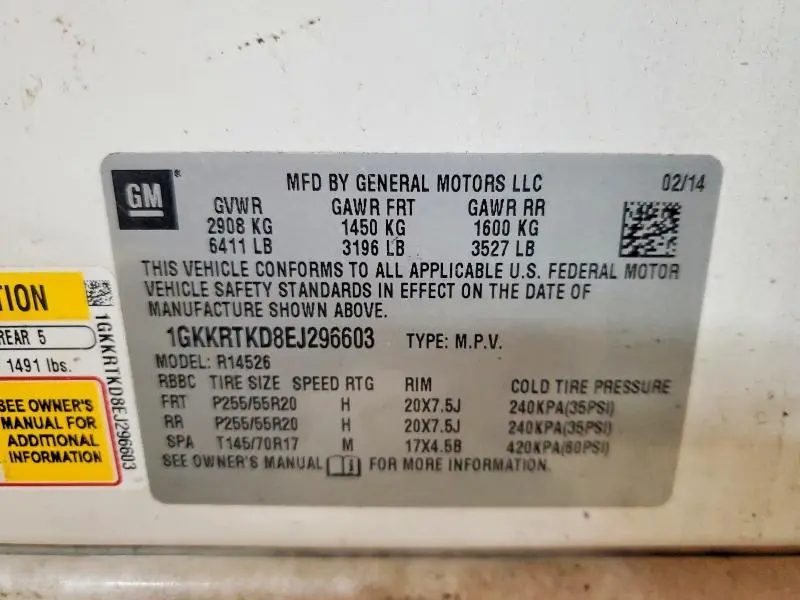 GM
MFD BY GENERAL MOTORS LLC 02/14
GVWR GAWR FRT GAWR RR
2908 KG 1450 KG 1600 KG
6411 LB 3196 LB 3527 LB
THIS VEHICLE CONFORMS TO ALL APPLICABLE U.S. FEDERAL MOTOR
VEHICLE SAFETY STANDARDS IN EFFECT ON THE DATE OF
MANUFACTURE SHOWN ABOVE.
1GKKRTKD8EJ296603 TYPE: M.P.V.
MODEL: R14526
RBBC TIRE SIZE SPEED RTG RIM COLD TIRE PRESSURE
FRT P255/55R20 H 20X7.5J 240KPA(35PSI)
RR P255/55R20 H 20X7.5J 240KPA(35PSI)
SPA T145/70R17 M 17X4.5B 420KPA(60PSI)
SEE OWNER'S MANUAL FOR MORE INFORMATION.
TION
REAR 5
1491 lbs.
SEE OWNER'S
MANUAL FOR
ADDITIONAL
INFORMATION
1GKKRTKD8EJ296603